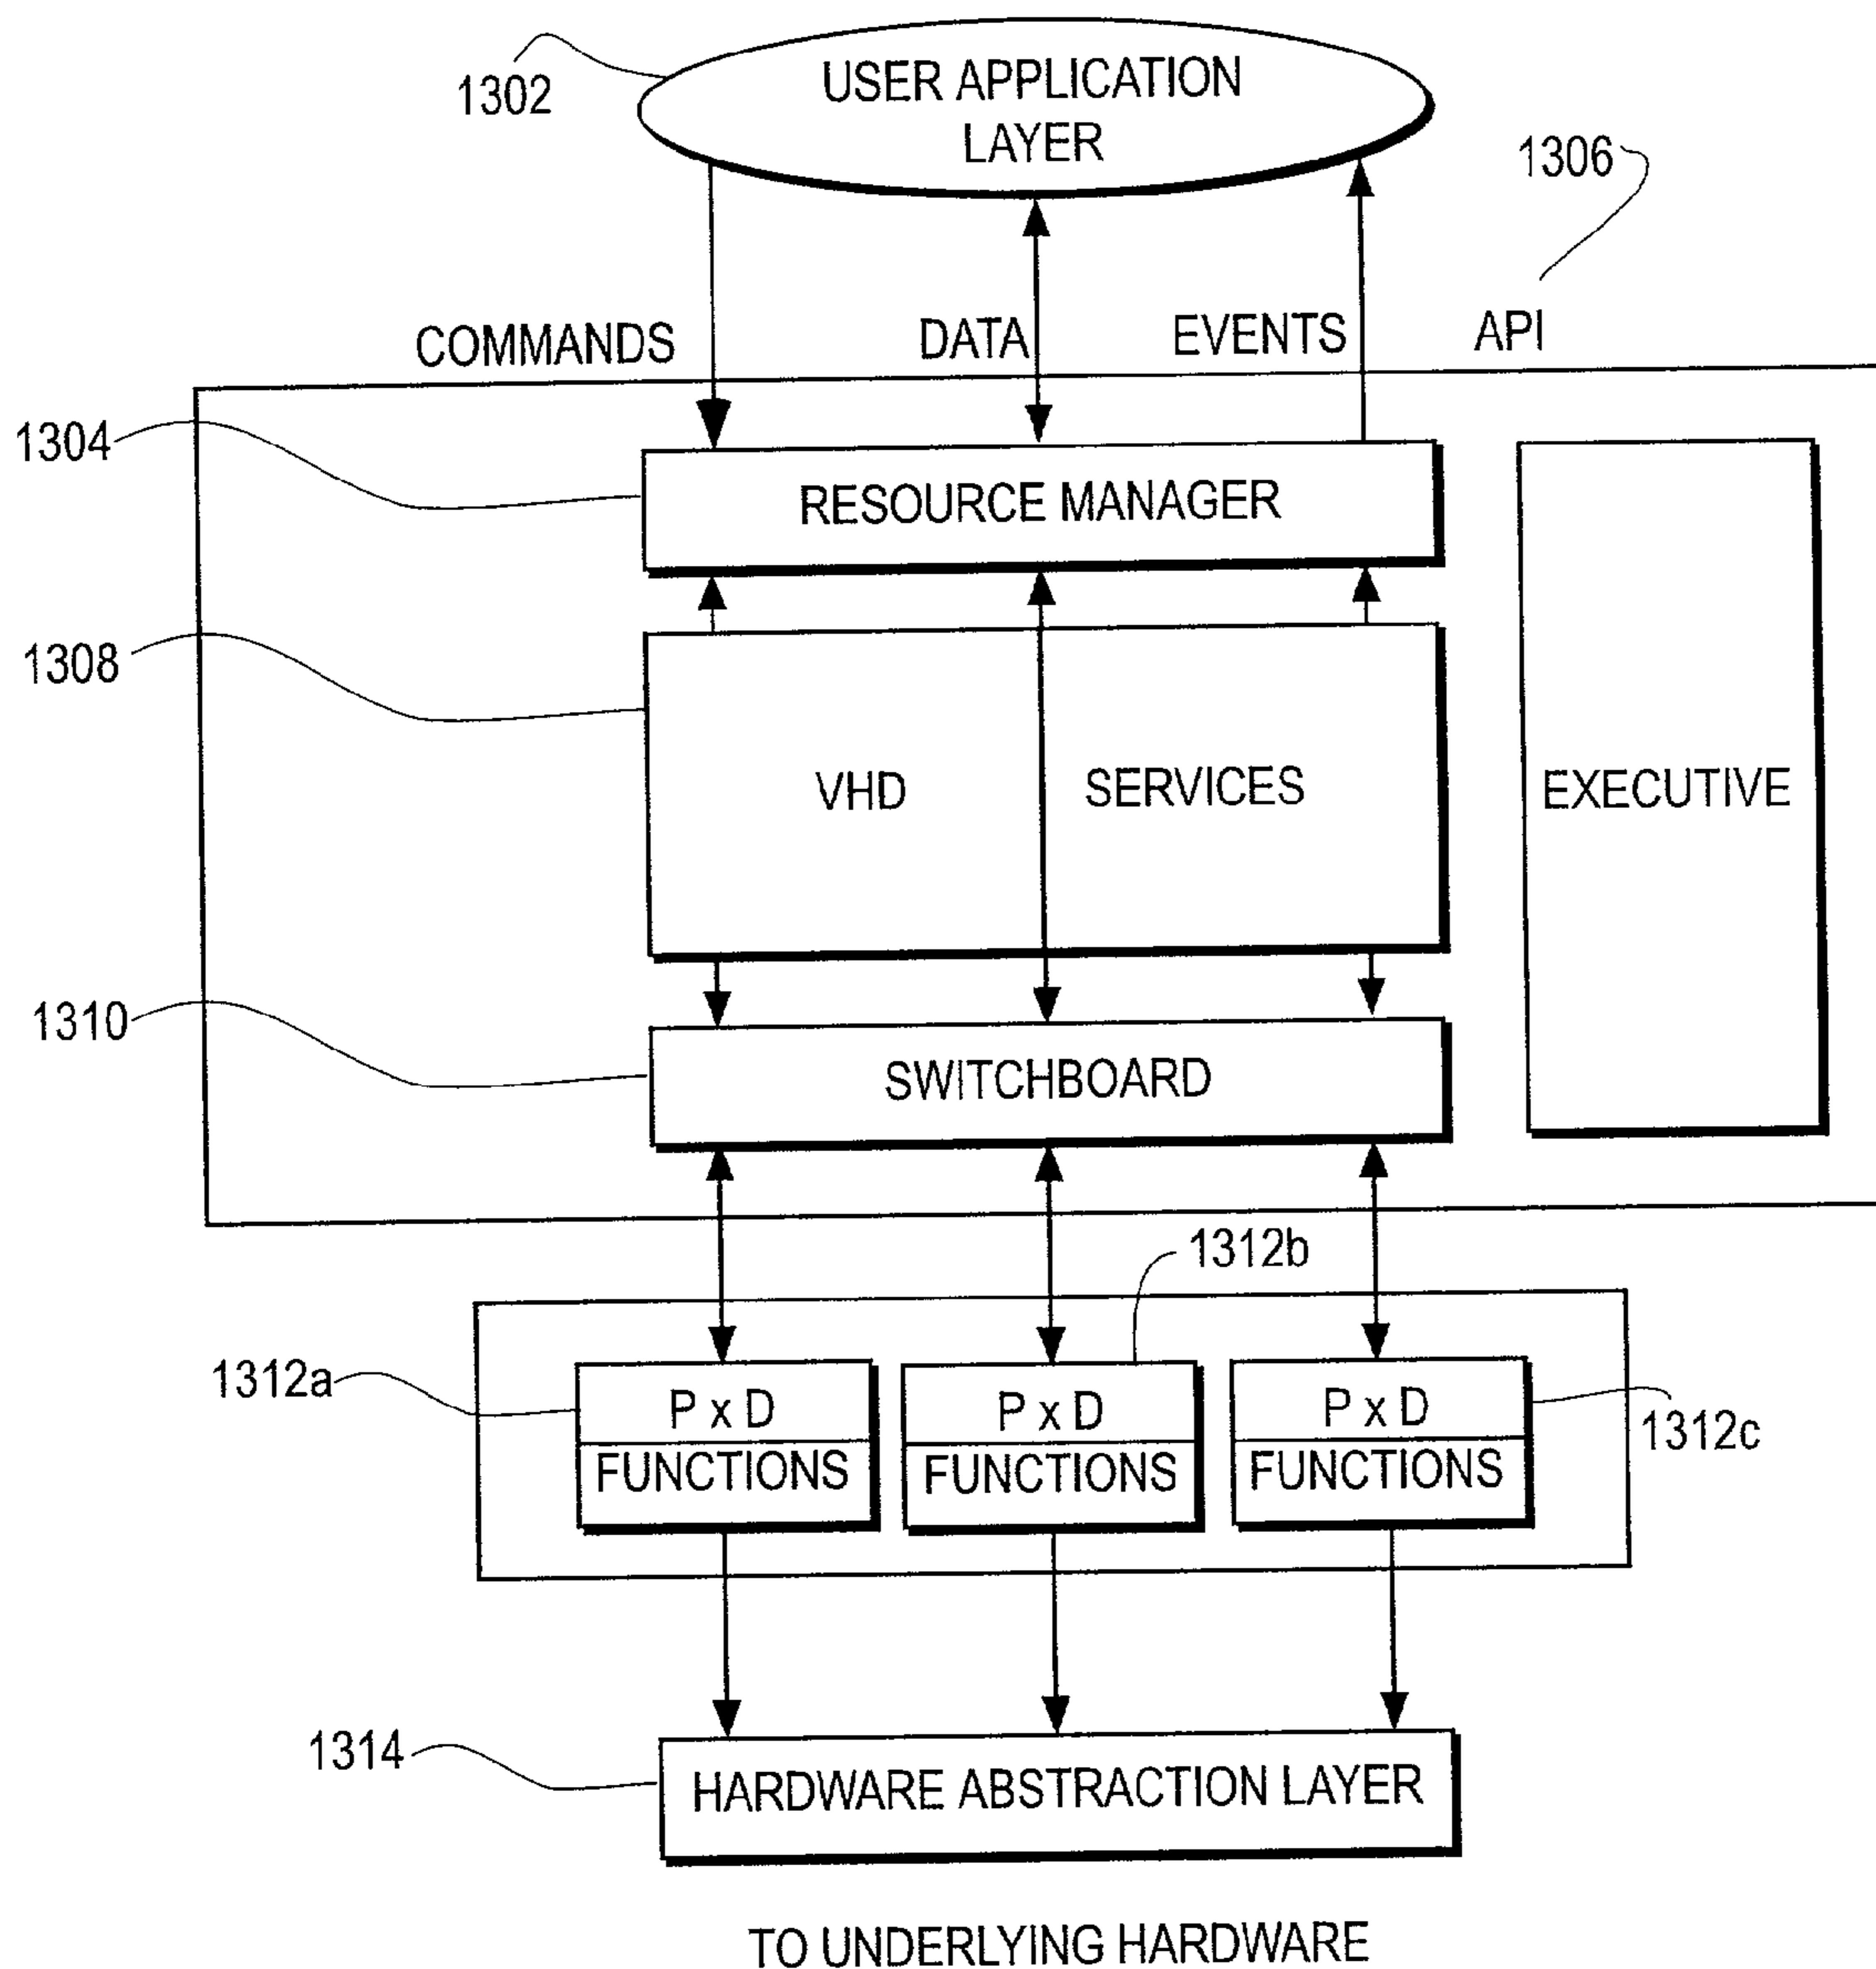 1302
USER APPLICATION
LAYER
1306
COMMANDS
DATA
EVENTS
API
1304
RESOURCE MANAGER
1308
VHD
SERVICES
EXECUTIVE
1310
SWITCHBOARD
1312b
1312a
P x D
FUNCTIONS
P x D
FUNCTIONS
P x D
FUNCTIONS
1312c
1314
HARDWARE ABSTRACTION LAYER
TO UNDERLYING HARDWARE